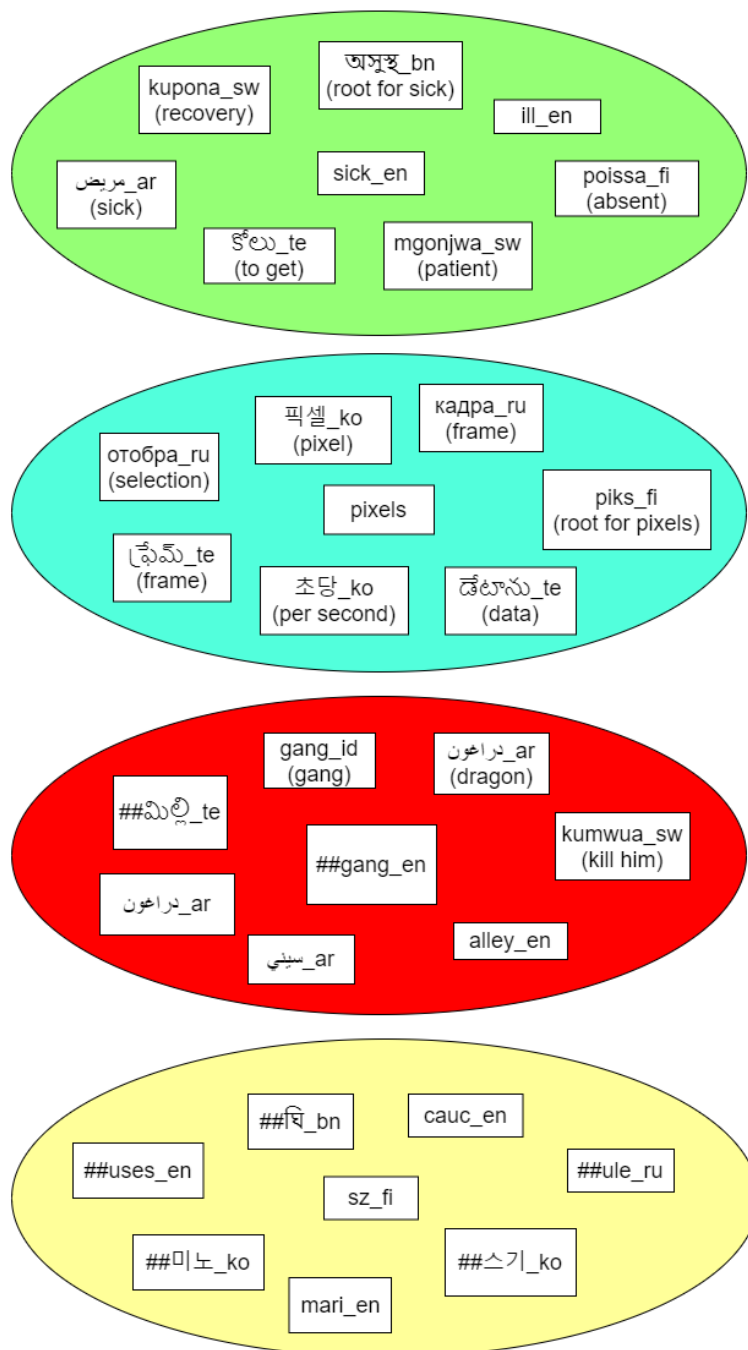 অসুস্থ_bn
(root for sick)
kupona_sw
(recovery)
ill_en
sick_en
مريض_ar
(sick)
poissa_fi
(absent)
కోలు_te
(to get)
mgonjwa_sw
(patient)
픽셀_ko
(pixel)
кадра_ru
(frame)
отобра_ru
(selection)
pixels
piks_fi
(root for pixels)
ఫ్రేమ్_te
(frame)
초당_ko
(per second)
డేటాను_te
(data)
gang_id
(gang)
دراغون_ar
(dragon)
##మిల్లి_te
##gang_en
kumwua_sw
(kill him)
دراغون_ar
alley_en
سيني_ar
##ঘি_bn
cauc_en
##uses_en
##ule_ru
sz_fi
##미노_ko
##스기_ko
mari_en